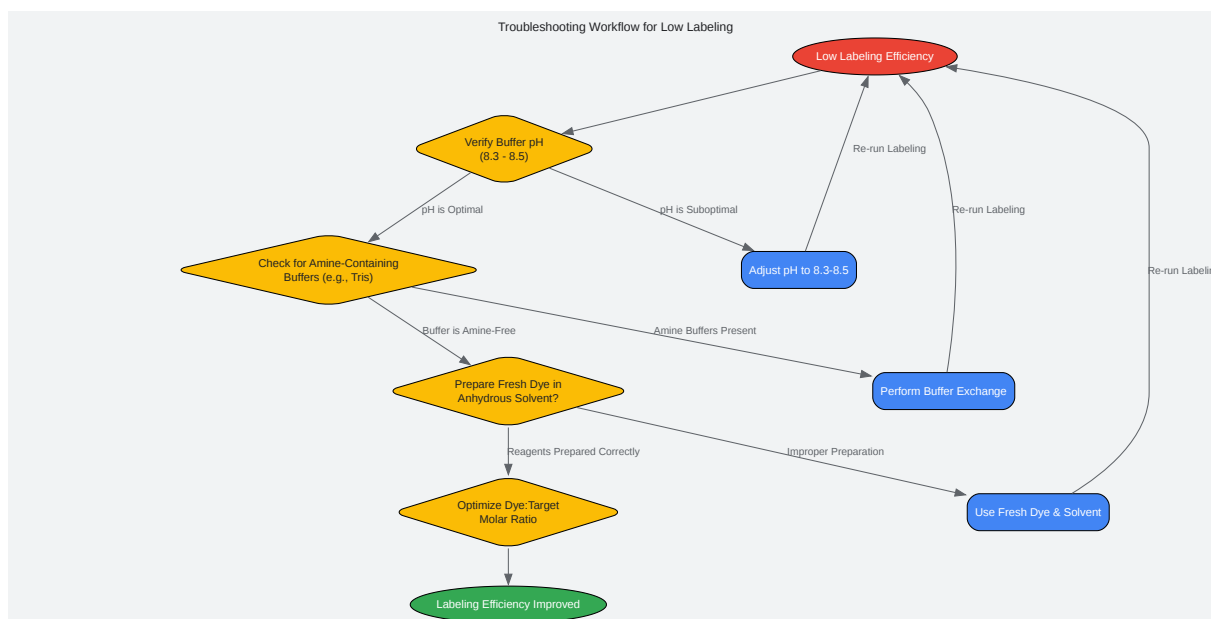 Troubleshooting Workflow for Low Labeling
Low Labeling Efficiency
Verify Buffer pH
(8.3 - 8.5)
Re-run Labeling
pH is Optimal
pH is Suboptimal
Re-run Labeling
Check for Amine-Containing
Buffers (e.g., Tris)
Adjust pH to 8.3-8.5
Re-run Labelin
Buffer is Amine-Free
Amine Buffers Present
Prepare Fresh Dye in
Anhydrous Solvent?
Perform Buffer Exchange
Reagents Prepared Correctly
Improper Preparation
Optimize Dye:Target
Molar Ratio
Use Fresh Dye & Solvent
Labeling Efficiency Improved